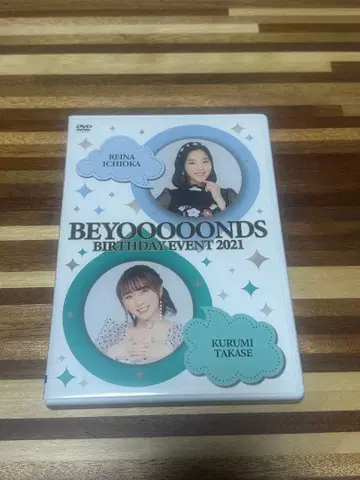 DVD
REINA
ICHIOKA
BEYOOOOONDS
BIRTHDAY EVENT 2021
KURUMI
TAKASE